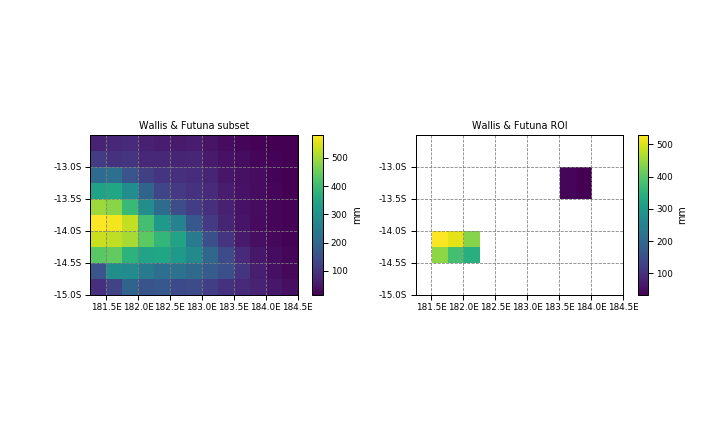 Wallis & Futuna subset
-13.0S
-13.5S
-14.0S
-14.5S
-15.0S
181.5E 182.0E 182.5E 183.0E 183.5E 184.0E 184.5E
500
400
300
200
100
mm
Wallis & Futuna ROI
-13.0S
-13.5S
-14.0S
-14.5S
-15.0S
181.5E 182.0E 182.5E 183.0E 183.5E 184.0E 184.5E
500
400
300
200
100
mm